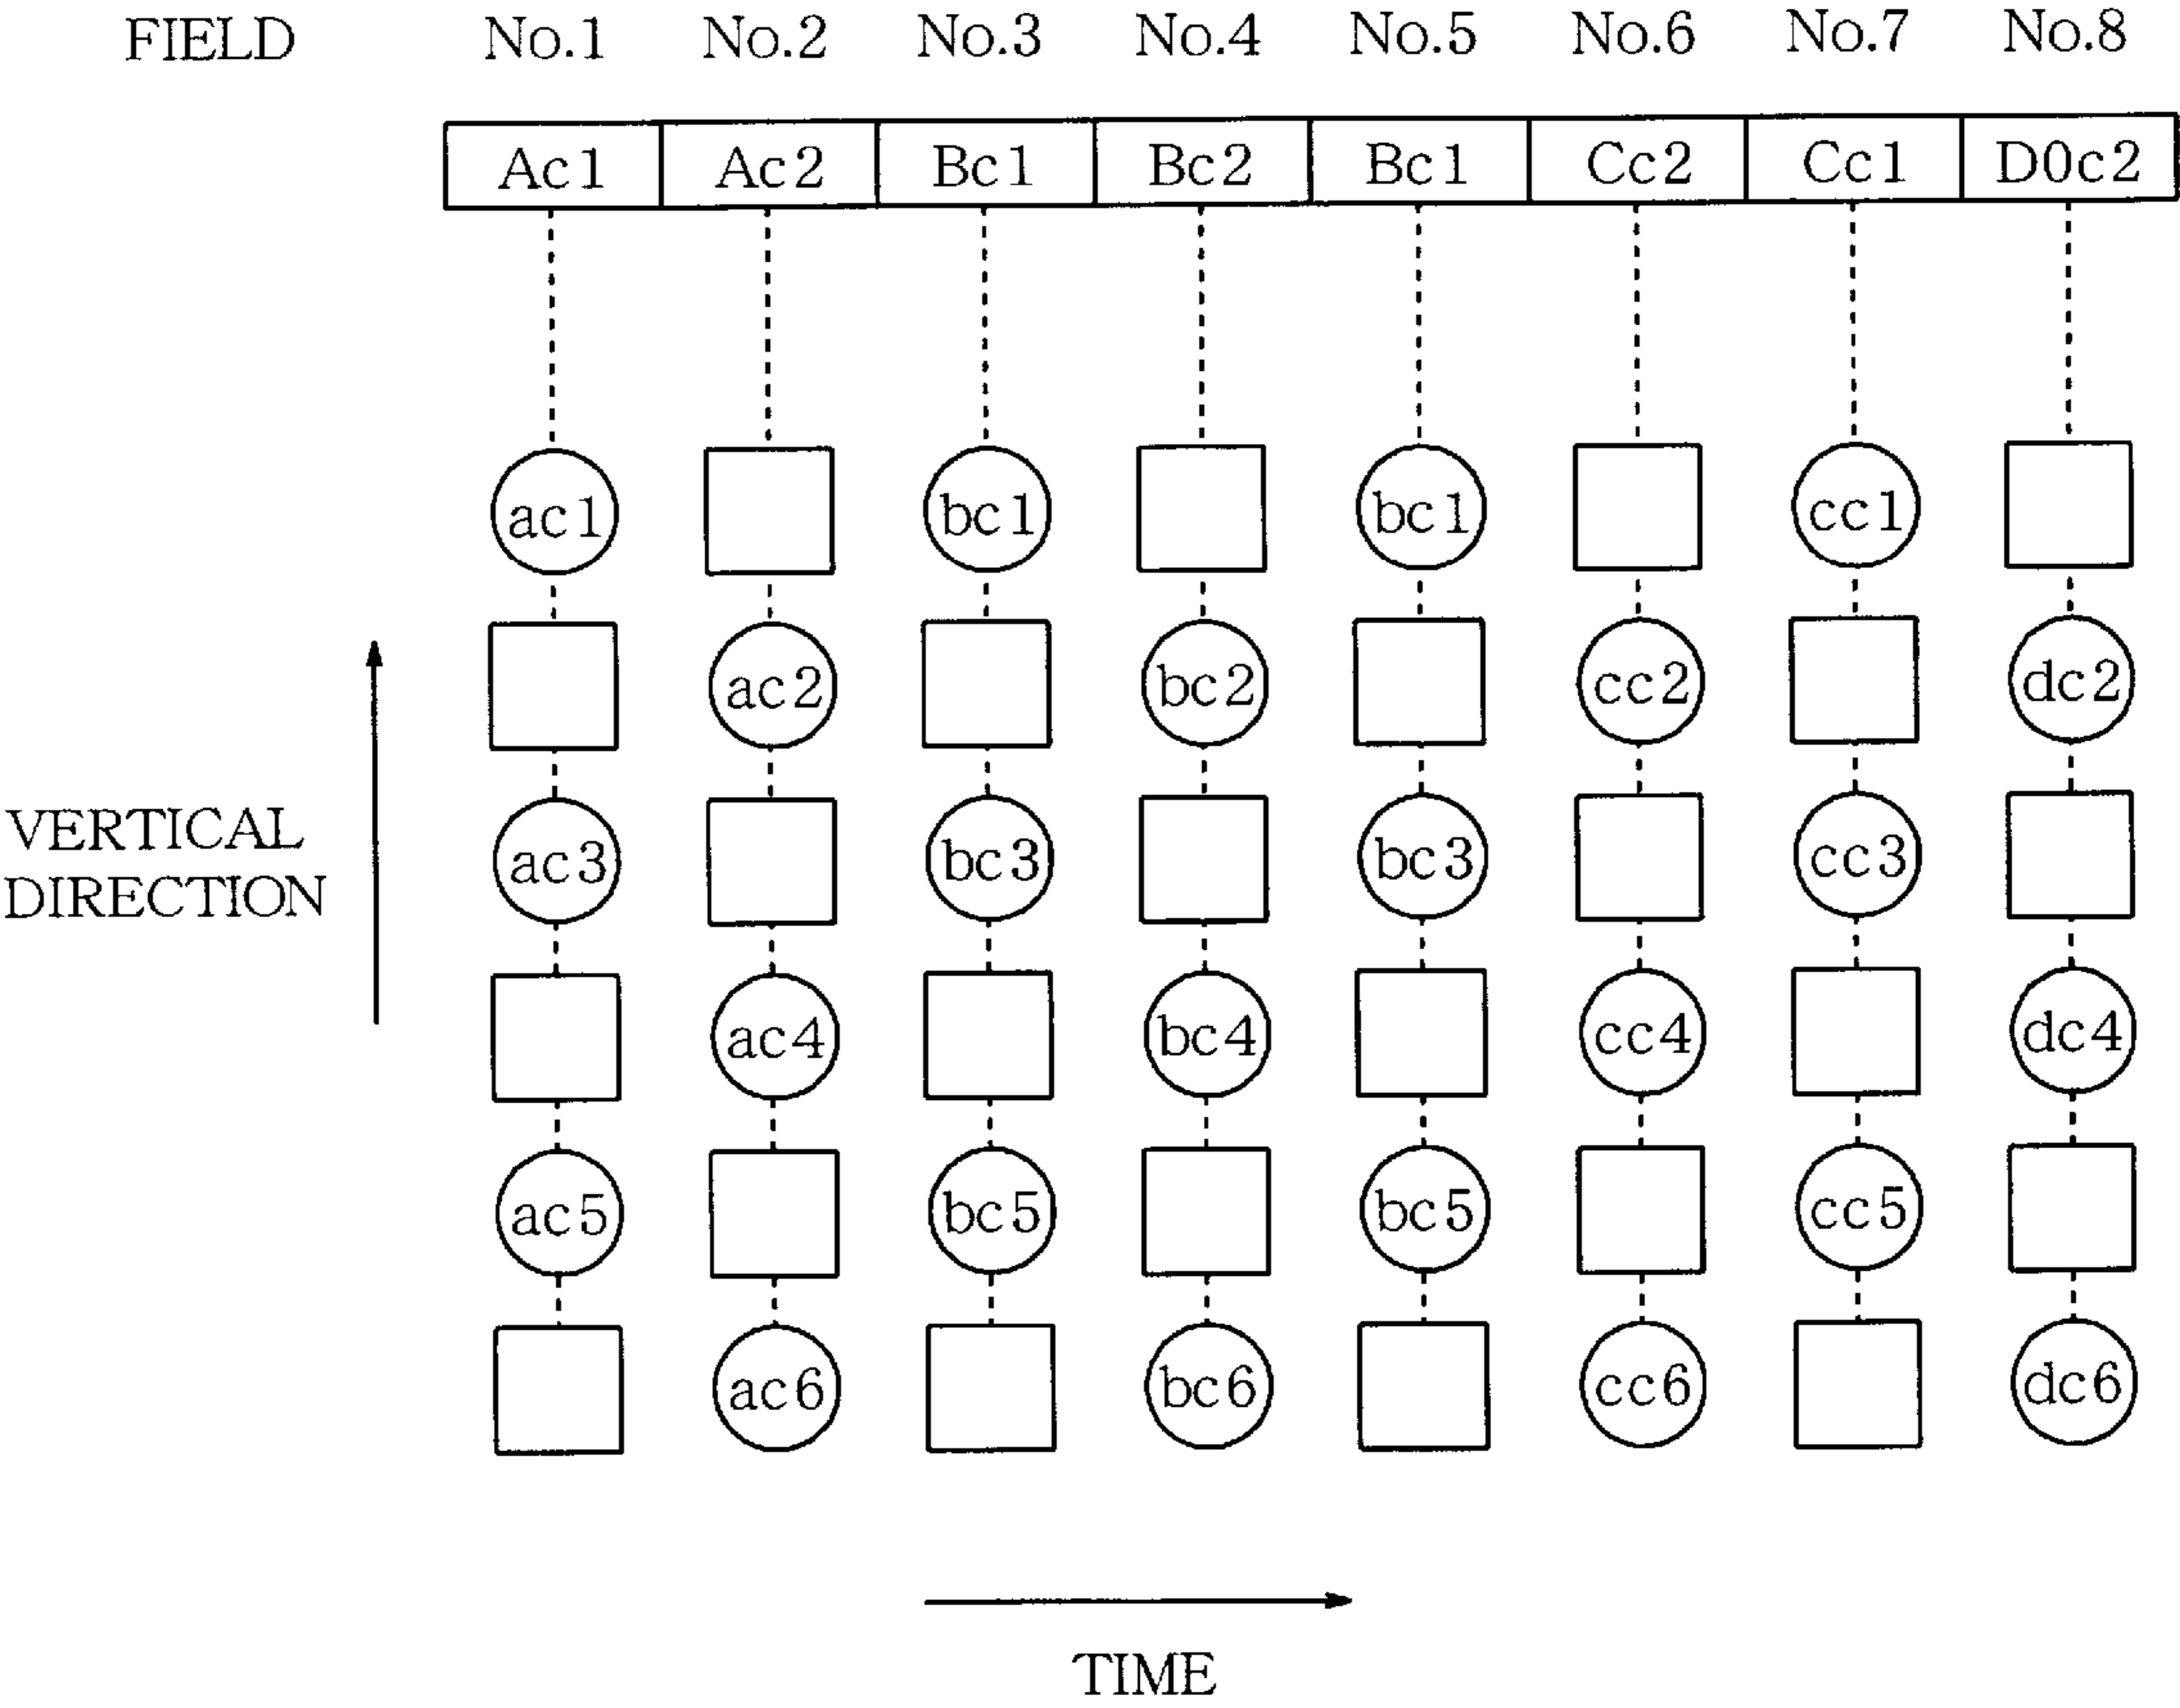 FIELD No.1 No.2 No.3 No.4 No.5 No.6 No.7 No.8
Ac1 Ac2 Bc1 Bc2 Bc1 Cc2 Cc1 D0c2
ac1 bc1 bc1 cc1
ac2 bc2 cc2 dc2
VERTICAL
DIRECTION
ac3 bc3 bc3 cc3
ac4 bc4 cc4 dc4
ac5 bc5 bc5 cc5
ac6 bc6 cc6 dc6
TIME